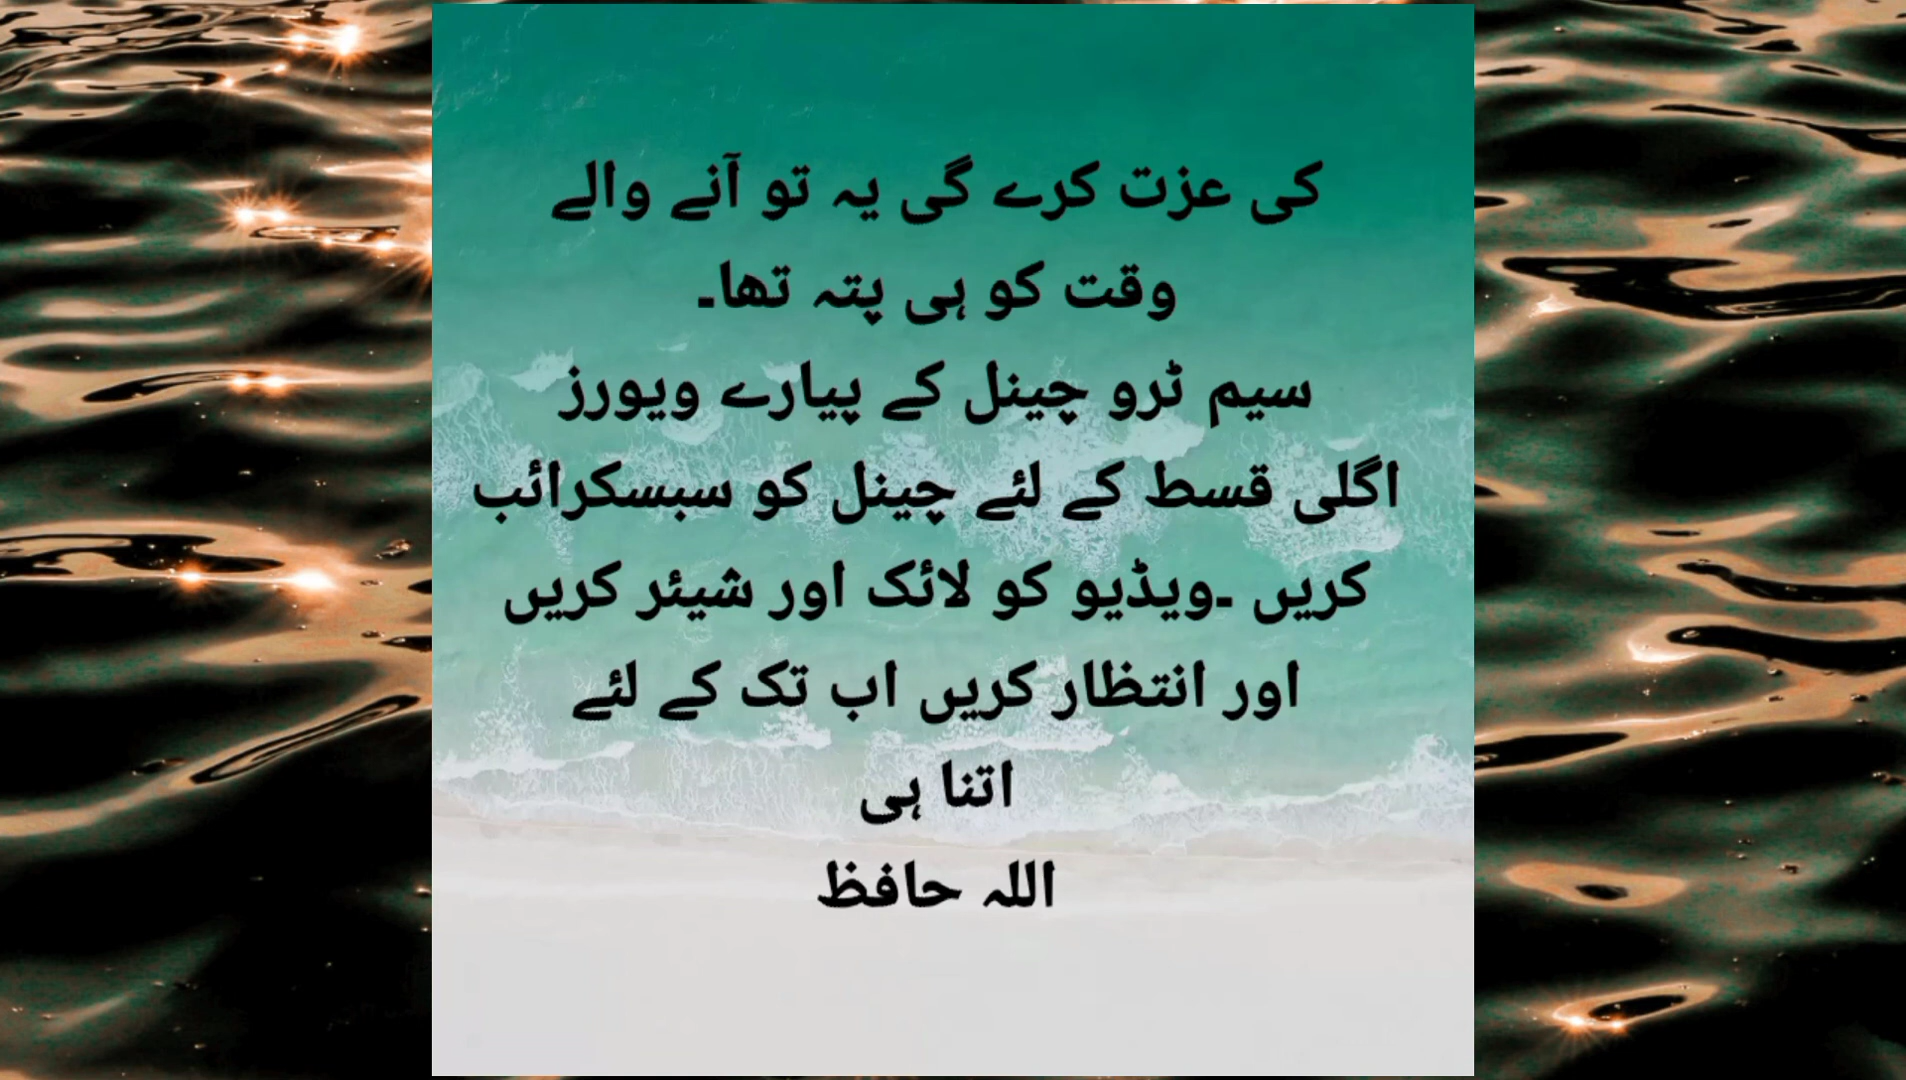 کی عزت کرے گی یہ تو آنے والے
وقت کو ہی پتہ تھا۔
سیم ٹرو چینل کے پیارے ویورز
اگلی قسط کے لئے چینل کو سبسکرائب
کریں ۔ویڈیو کو لائک اور شیئر کریں
اور انتظار کریں اب تک کے لئے
اتنا ہی
اللہ حافظ